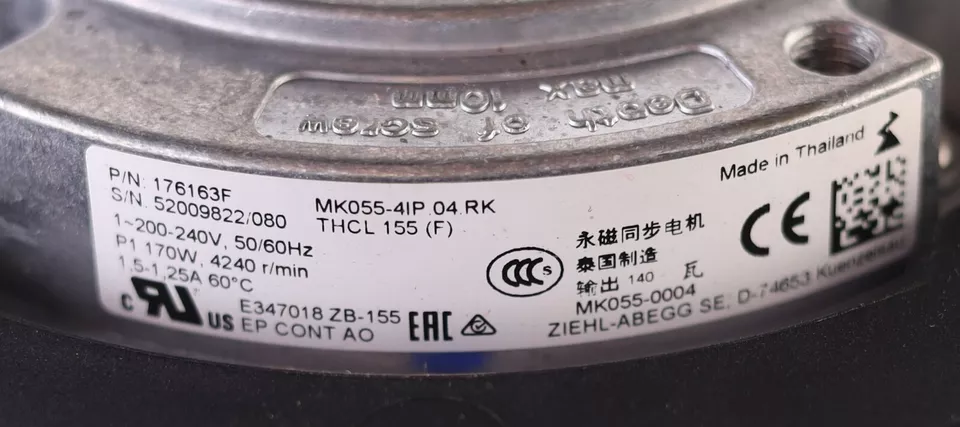 Depth of screw
max 10mm
Made in Thailand
P/N. 176163F
S/N. 52009822/080
1~200-240V, 50/60Hz
P1 170W, 4240 r/min
1.5-1,25A 60°C
MK055-4IP.04.RK
THCL 155 (F)
c RU US
E347018 ZB-155
EP CONT AO
EAC
CCC S
永磁同步电机
泰国制造
输出 140 瓦
MK055-0004
ZIEHL-ABEGG SE, D-74653 Kuenzelsau
CE